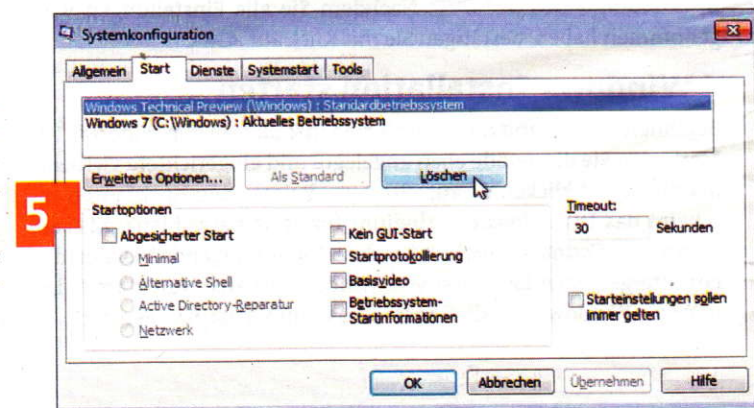 Systemkonfiguration
Allgemein Start Dienste Systemstart Tools
Windows Technical Preview (\Windows) : Standardbetriebssystem
Windows 7 (C:\Windows) : Aktuelles Betriebssystem
Erweiterte Optionen... Als Standard Löschen
5
Startoptionen
Abgesicherter Start
Minimal
Alternative Shell
Active Directory-Reparatur
Netzwerk
Kein GUI-Start
Startprotokollierung
Basisvideo
Betriebssystem-
Startinformationen
Timeout:
30 Sekunden
Starteinstellungen sollen
immer gelten
OK Abbrechen Übernehmen Hilfe